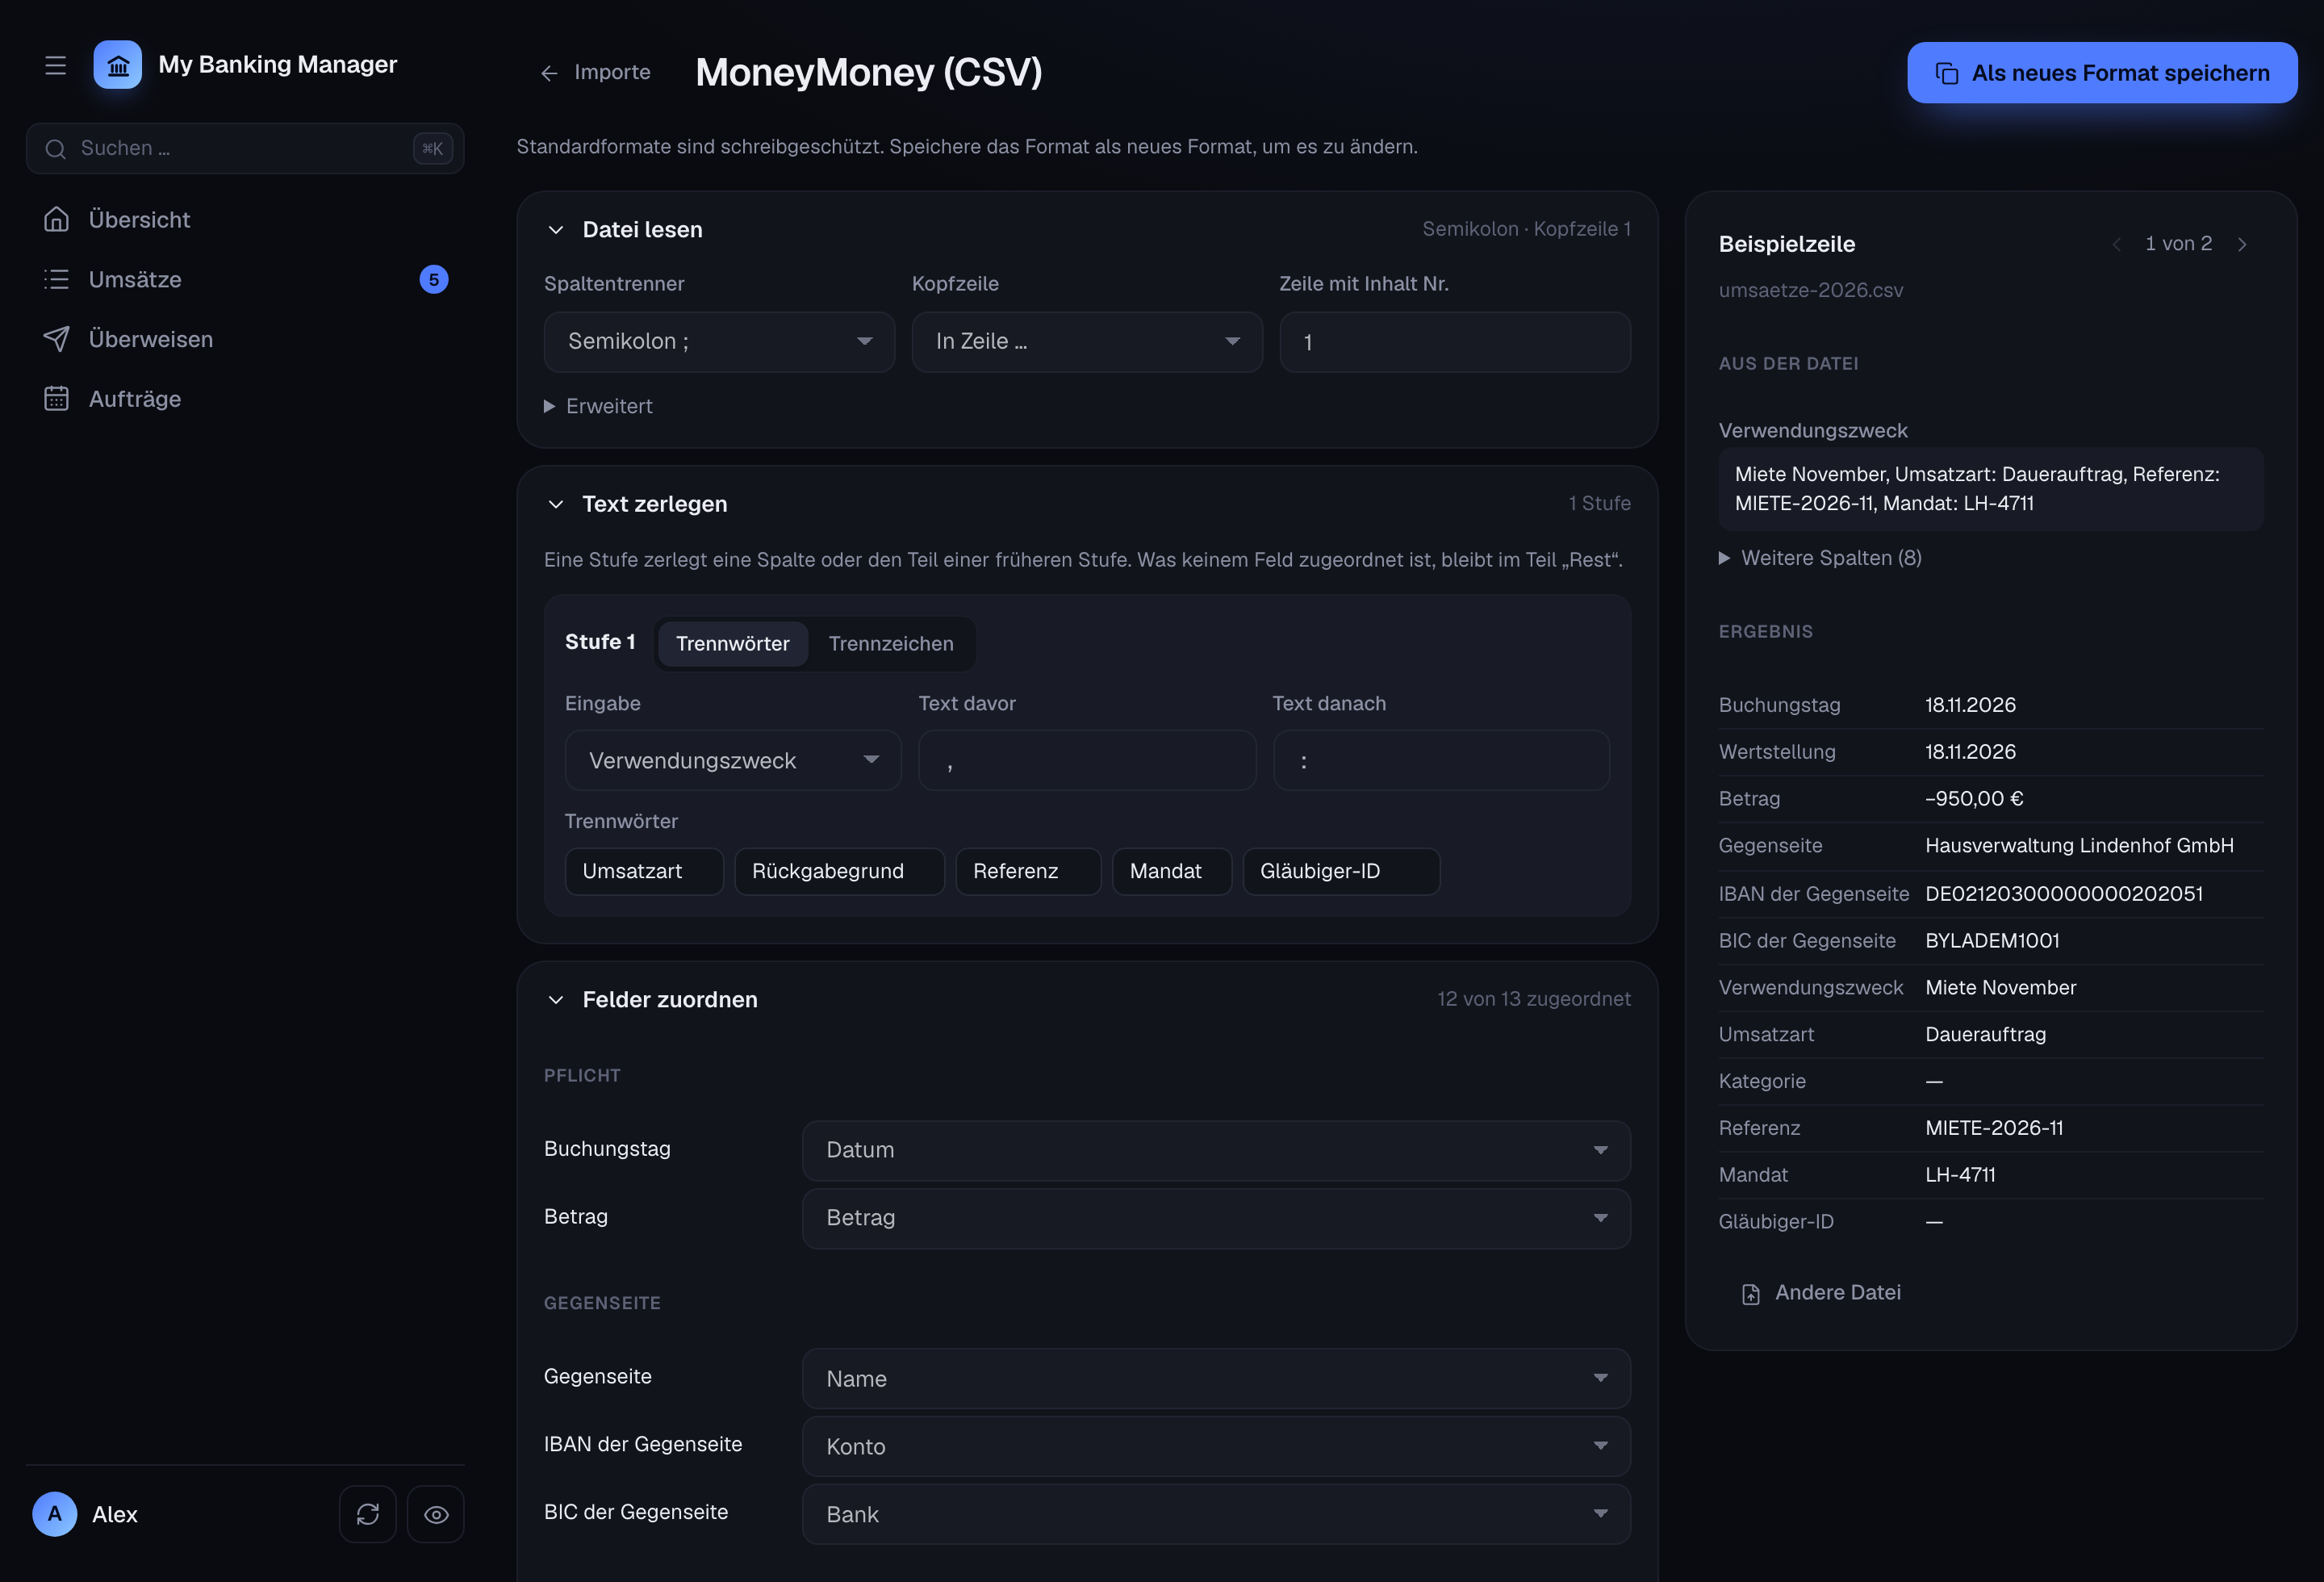 My Banking Manager
Suchen …
⌘K
Übersicht
Umsätze
5
Überweisen
Aufträge
A
Alex
Importe
MoneyMoney (CSV)
Als neues Format speichern
Standardformate sind schreibgeschützt. Speichere das Format als neues Format, um es zu ändern.
Datei lesen
Semikolon · Kopfzeile 1
Spaltentrenner
Kopfzeile
Zeile mit Inhalt Nr.
Semikolon ;
In Zeile …
1
Erweitert
Text zerlegen
1 Stufe
Eine Stufe zerlegt eine Spalte oder den Teil einer früheren Stufe. Was keinem Feld zugeordnet ist, bleibt im Teil „Rest“.
Stufe 1
Trennwörter
Trennzeichen
Eingabe
Text davor
Text danach
Verwendungszweck
,
:
Trennwörter
Umsatzart
Rückgabegrund
Referenz
Mandat
Gläubiger-ID
Felder zuordnen
12 von 13 zugeordnet
PFLICHT
Buchungstag
Datum
Betrag
Betrag
GEGENSEITE
Gegenseite
Name
IBAN der Gegenseite
Konto
BIC der Gegenseite
Bank
Beispielzeile
1 von 2
umsaetze-2026.csv
AUS DER DATEI
Verwendungszweck
Miete November, Umsatzart: Dauerauftrag, Referenz:
MIETE-2026-11, Mandat: LH-4711
Weitere Spalten (8)
ERGEBNIS
Buchungstag 18.11.2026
Wertstellung 18.11.2026
Betrag −950,00 €
Gegenseite Hausverwaltung Lindenhof GmbH
IBAN der Gegenseite DE02120300000000202051
BIC der Gegenseite BYLADEM1001
Verwendungszweck Miete November
Umsatzart Dauerauftrag
Kategorie —
Referenz MIETE-2026-11
Mandat LH-4711
Gläubiger-ID —
Andere Datei